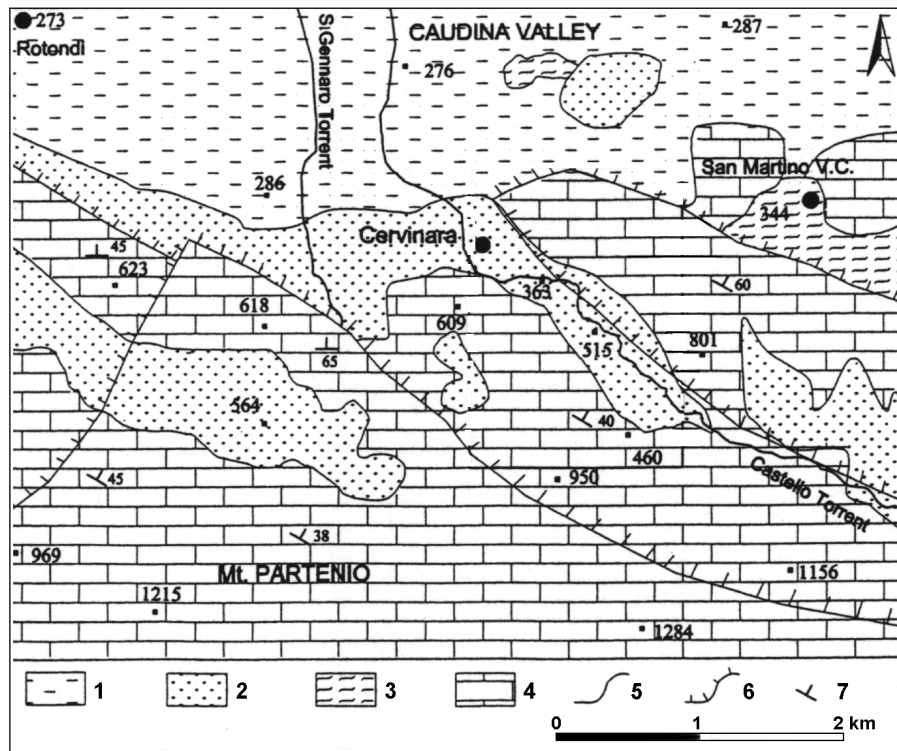 273
Rotendi
S.Gennaro Torrent
CAUDINA VALLEY
287
276
San Martino V.C.
286
344
Cervinara
45
623
363
60
618
609
65
515
801
564
40
460
45
950
Castello Torrent
38
969
Mt. PARTENIO
1156
1215
1284
1 2 3 4 5 6 7
0 1 2 km